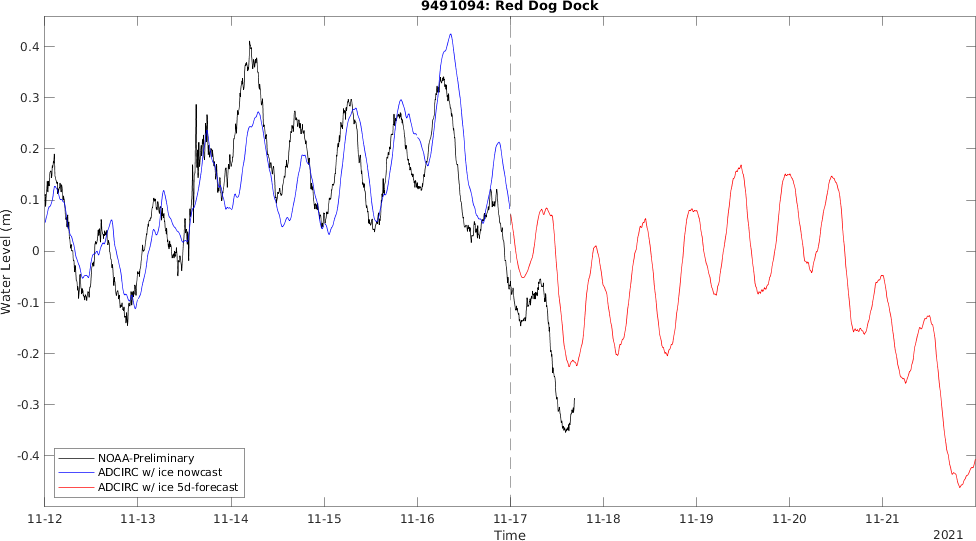 9491094: Red Dog Dock
Water Level (m)
0.4
0.3
0.2
0.1
0
-0.1
-0.2
-0.3
-0.4
NOAA-Preliminary
ADCIRC w/ ice nowcast
ADCIRC w/ ice 5d-forecast
11-12 11-13 11-14 11-15 11-16 11-17 11-18 11-19 11-20 11-21
Time
2021